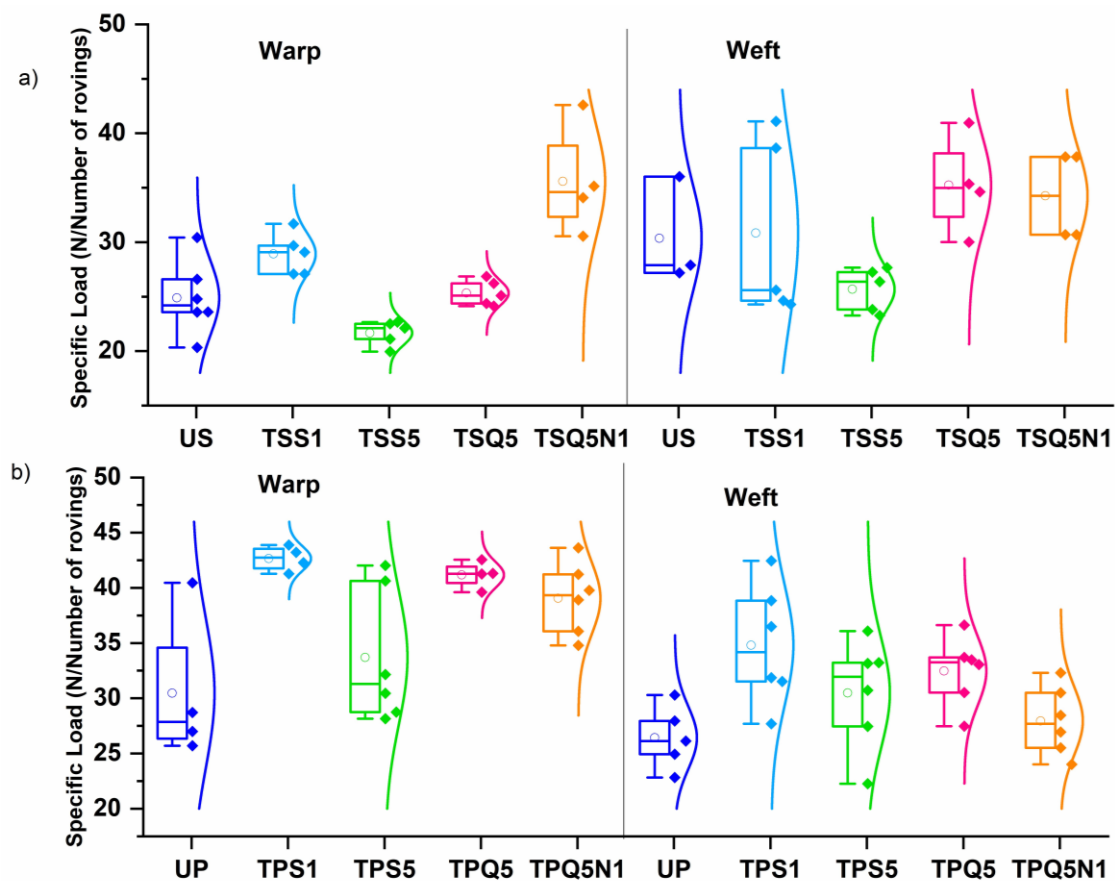 a)
Specific Load (N/Number of rovings)
50
40
30
20
Warp
Weft
US TSS1 TSS5 TSQ5 TSQ5N1 US TSS1 TSS5 TSQ5 TSQ5N1
b)
Specific Load (N/Number of rovings)
50
45
40
35
30
25
20
Warp
Weft
UP TPS1 TPS5 TPQ5 TPQ5N1 UP TPS1 TPS5 TPQ5 TPQ5N1